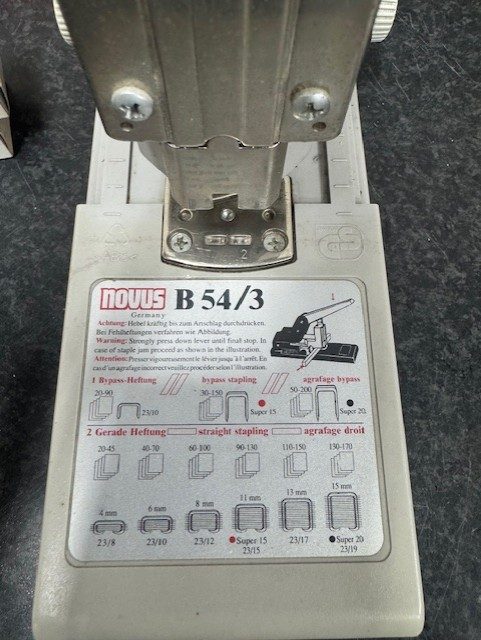 2
novus B 54/3
Germany
Achtung: Hebel kräftig bis zum Anschlag durchdrücken.
Bei Fehlheftungen verfahren wie Abbildung.
Warning: Strongly press down lever until final stop. In
case of staple jam proceed as shown in the illustration.
Attention: Presser vigouresement le lévier jusqu'à l'arrêt. En
cas d'un agrafage incorrect veuillez procéder selon l'illustration.
1
1 Bypass-Heftung bypass stapling agrafage bypass
20-90 30-150 50-200
23/10 Super 15 Super 20
2 Gerade Heftung straight stapling agrafage droit
20-45 40-70 60-100 90-130 110-150 130-170
4 mm 6 mm 8 mm 11 mm 13 mm 15 mm
23/8 23/10 23/12 Super 15 23/15 23/17 Super 20 23/19